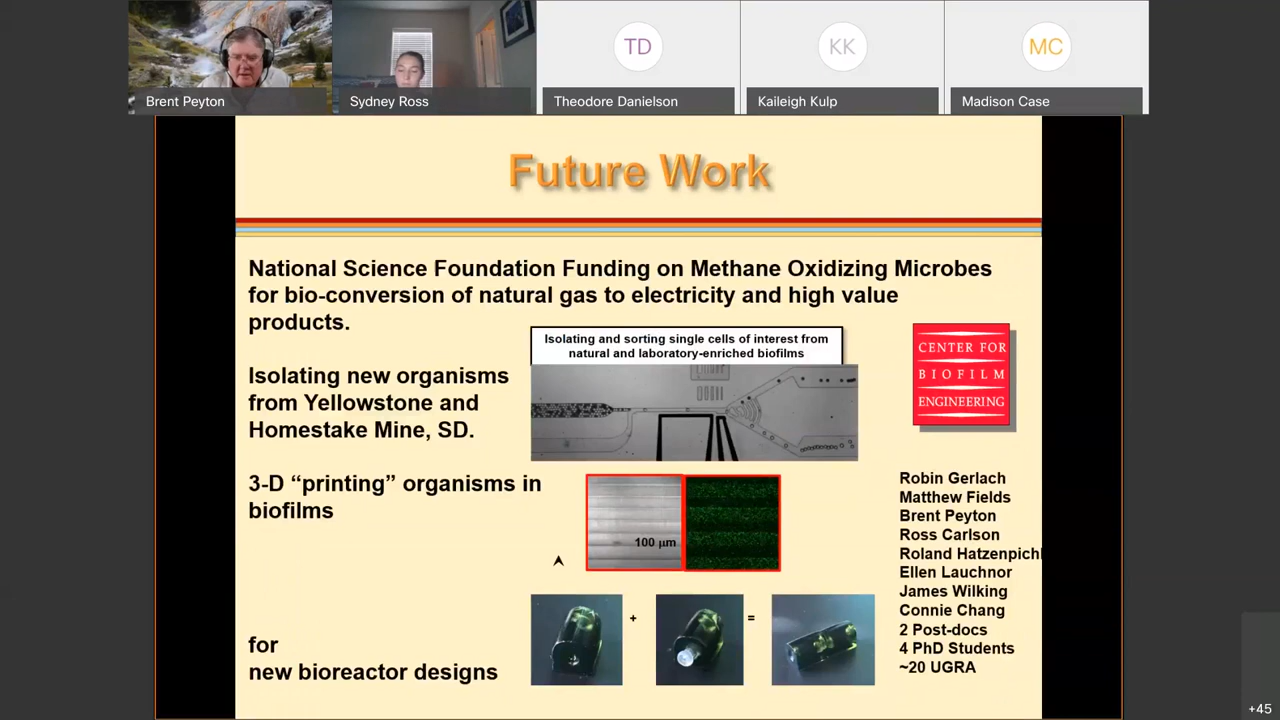 TD
KK
MC
Brent Peyton
Sydney Ross
Theodore Danielson
Kaileigh Kulp
Madison Case
Future Work
National Science Foundation Funding on Methane Oxidizing Microbes
for bio-conversion of natural gas to electricity and high value
products.
Isolating and sorting single cells of interest from
natural and laboratory-enriched biofilms
CENTER FOR
BIOFILM
ENGINEERING
Isolating new organisms
from Yellowstone and
Homestake Mine, SD.
3-D “printing” organisms in
biofilms
100 µm
Robin Gerlach
Matthew Fields
Brent Peyton
Ross Carlson
Roland Hatzenpichl
Ellen Lauchnor
James Wilking
Connie Chang
2 Post-docs
4 PhD Students
~20 UGRA
+
=
for
new bioreactor designs
+45